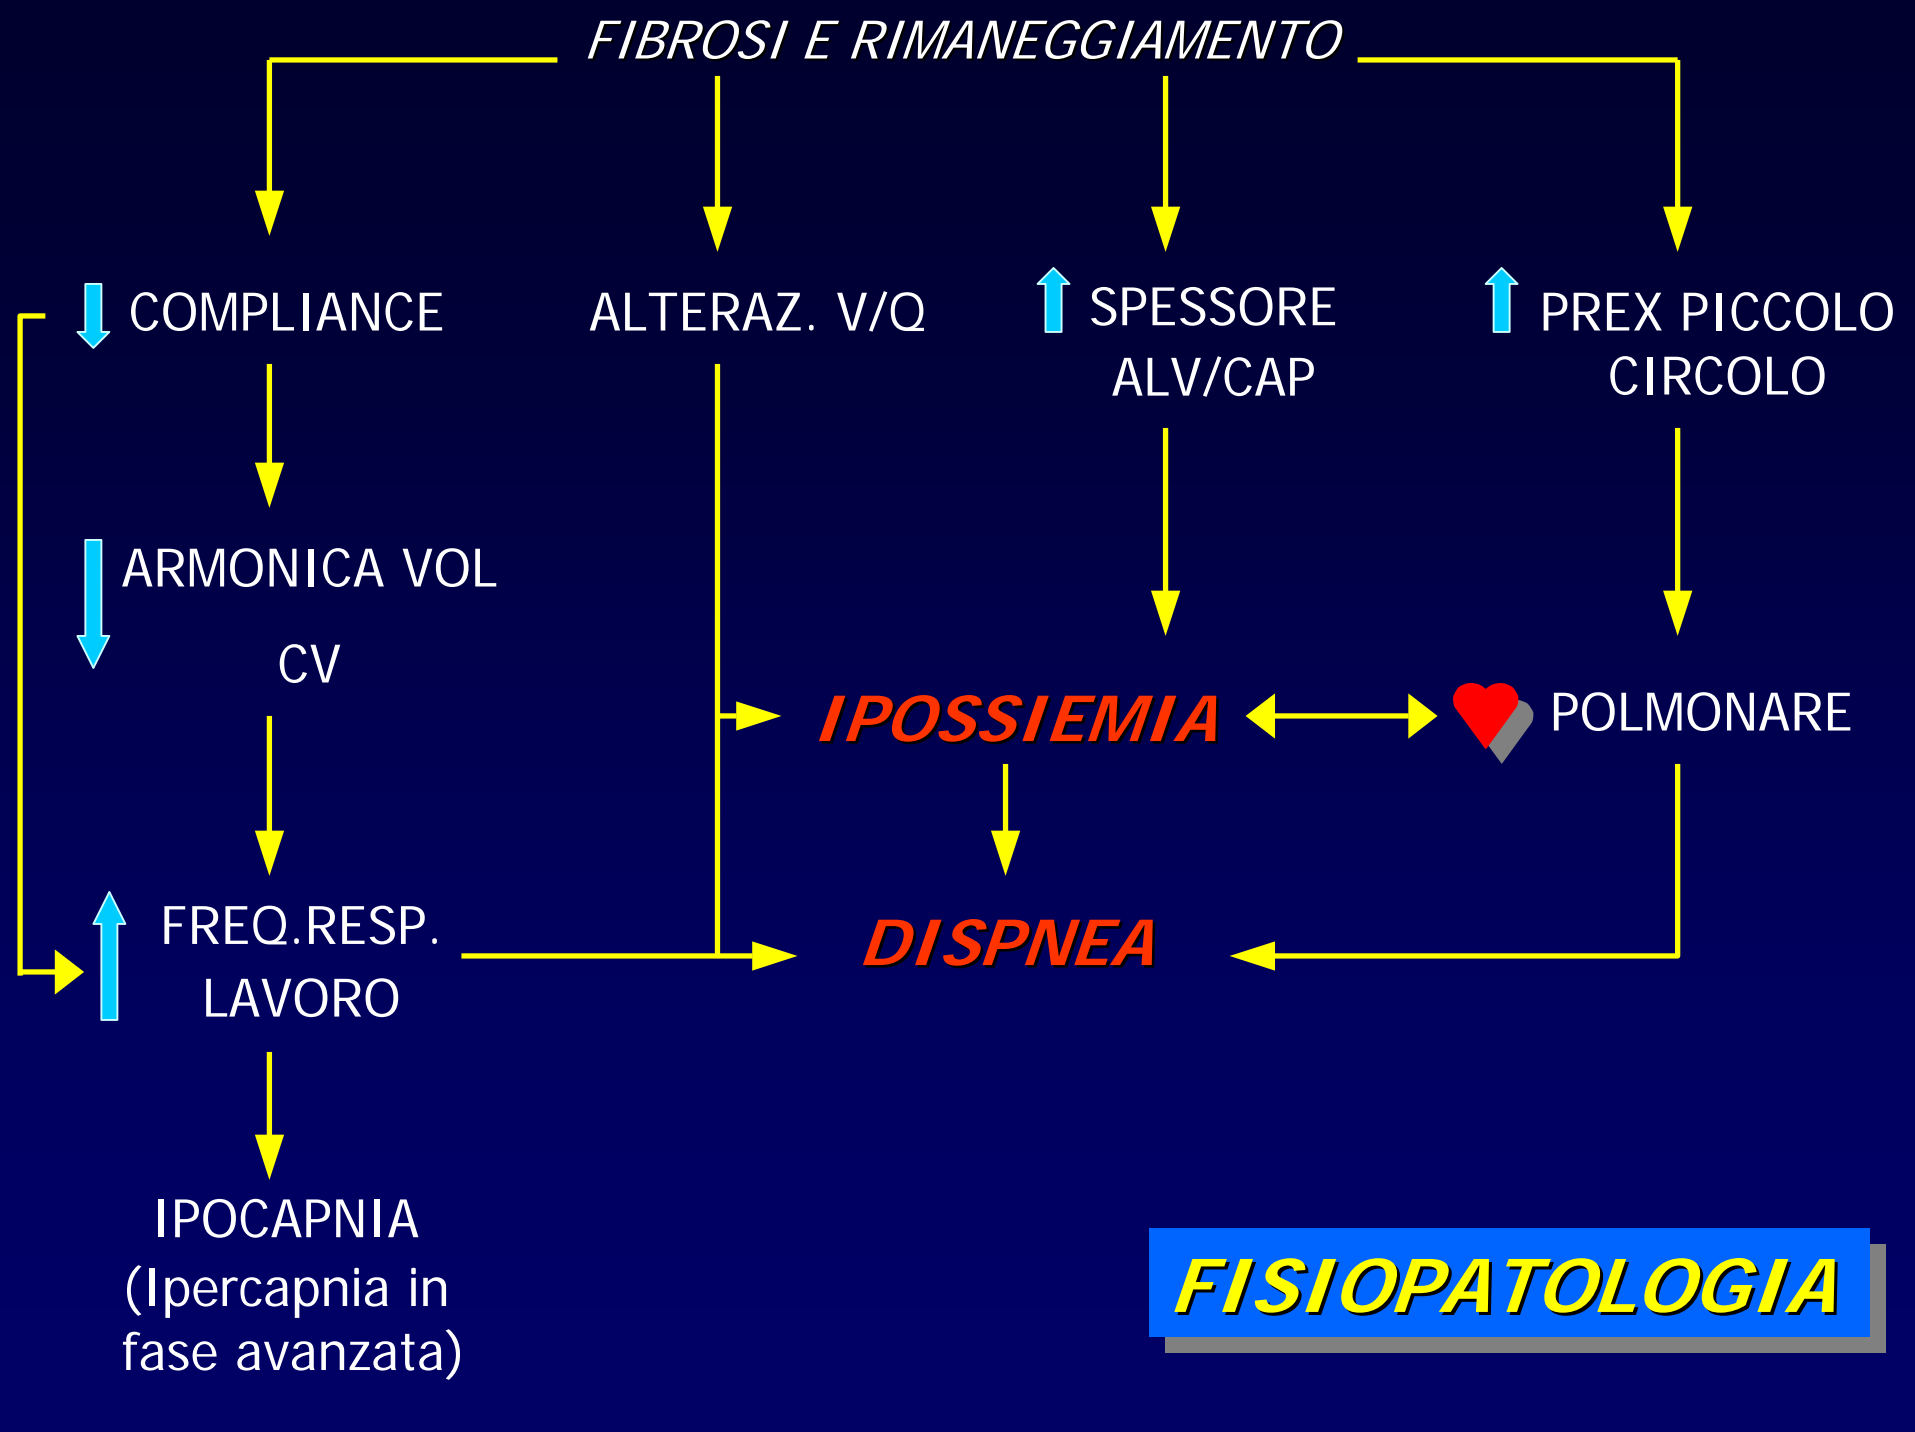 FIBROSI E RIMANEGGIAMENTO
COMPLIANCE
ALTERAZ. V/Q
SPESSORE
ALV/CAP
PREX PICCOLO
CIRCOLO
ARMONICA VOL
CV
IPOSSIEMIA
POLMONARE
FREQ.RESP.
LAVORO
DISPNEA
IPOCAPNIA
(Ipercapnia in
fase avanzata)
FISIOPATOLOGIA